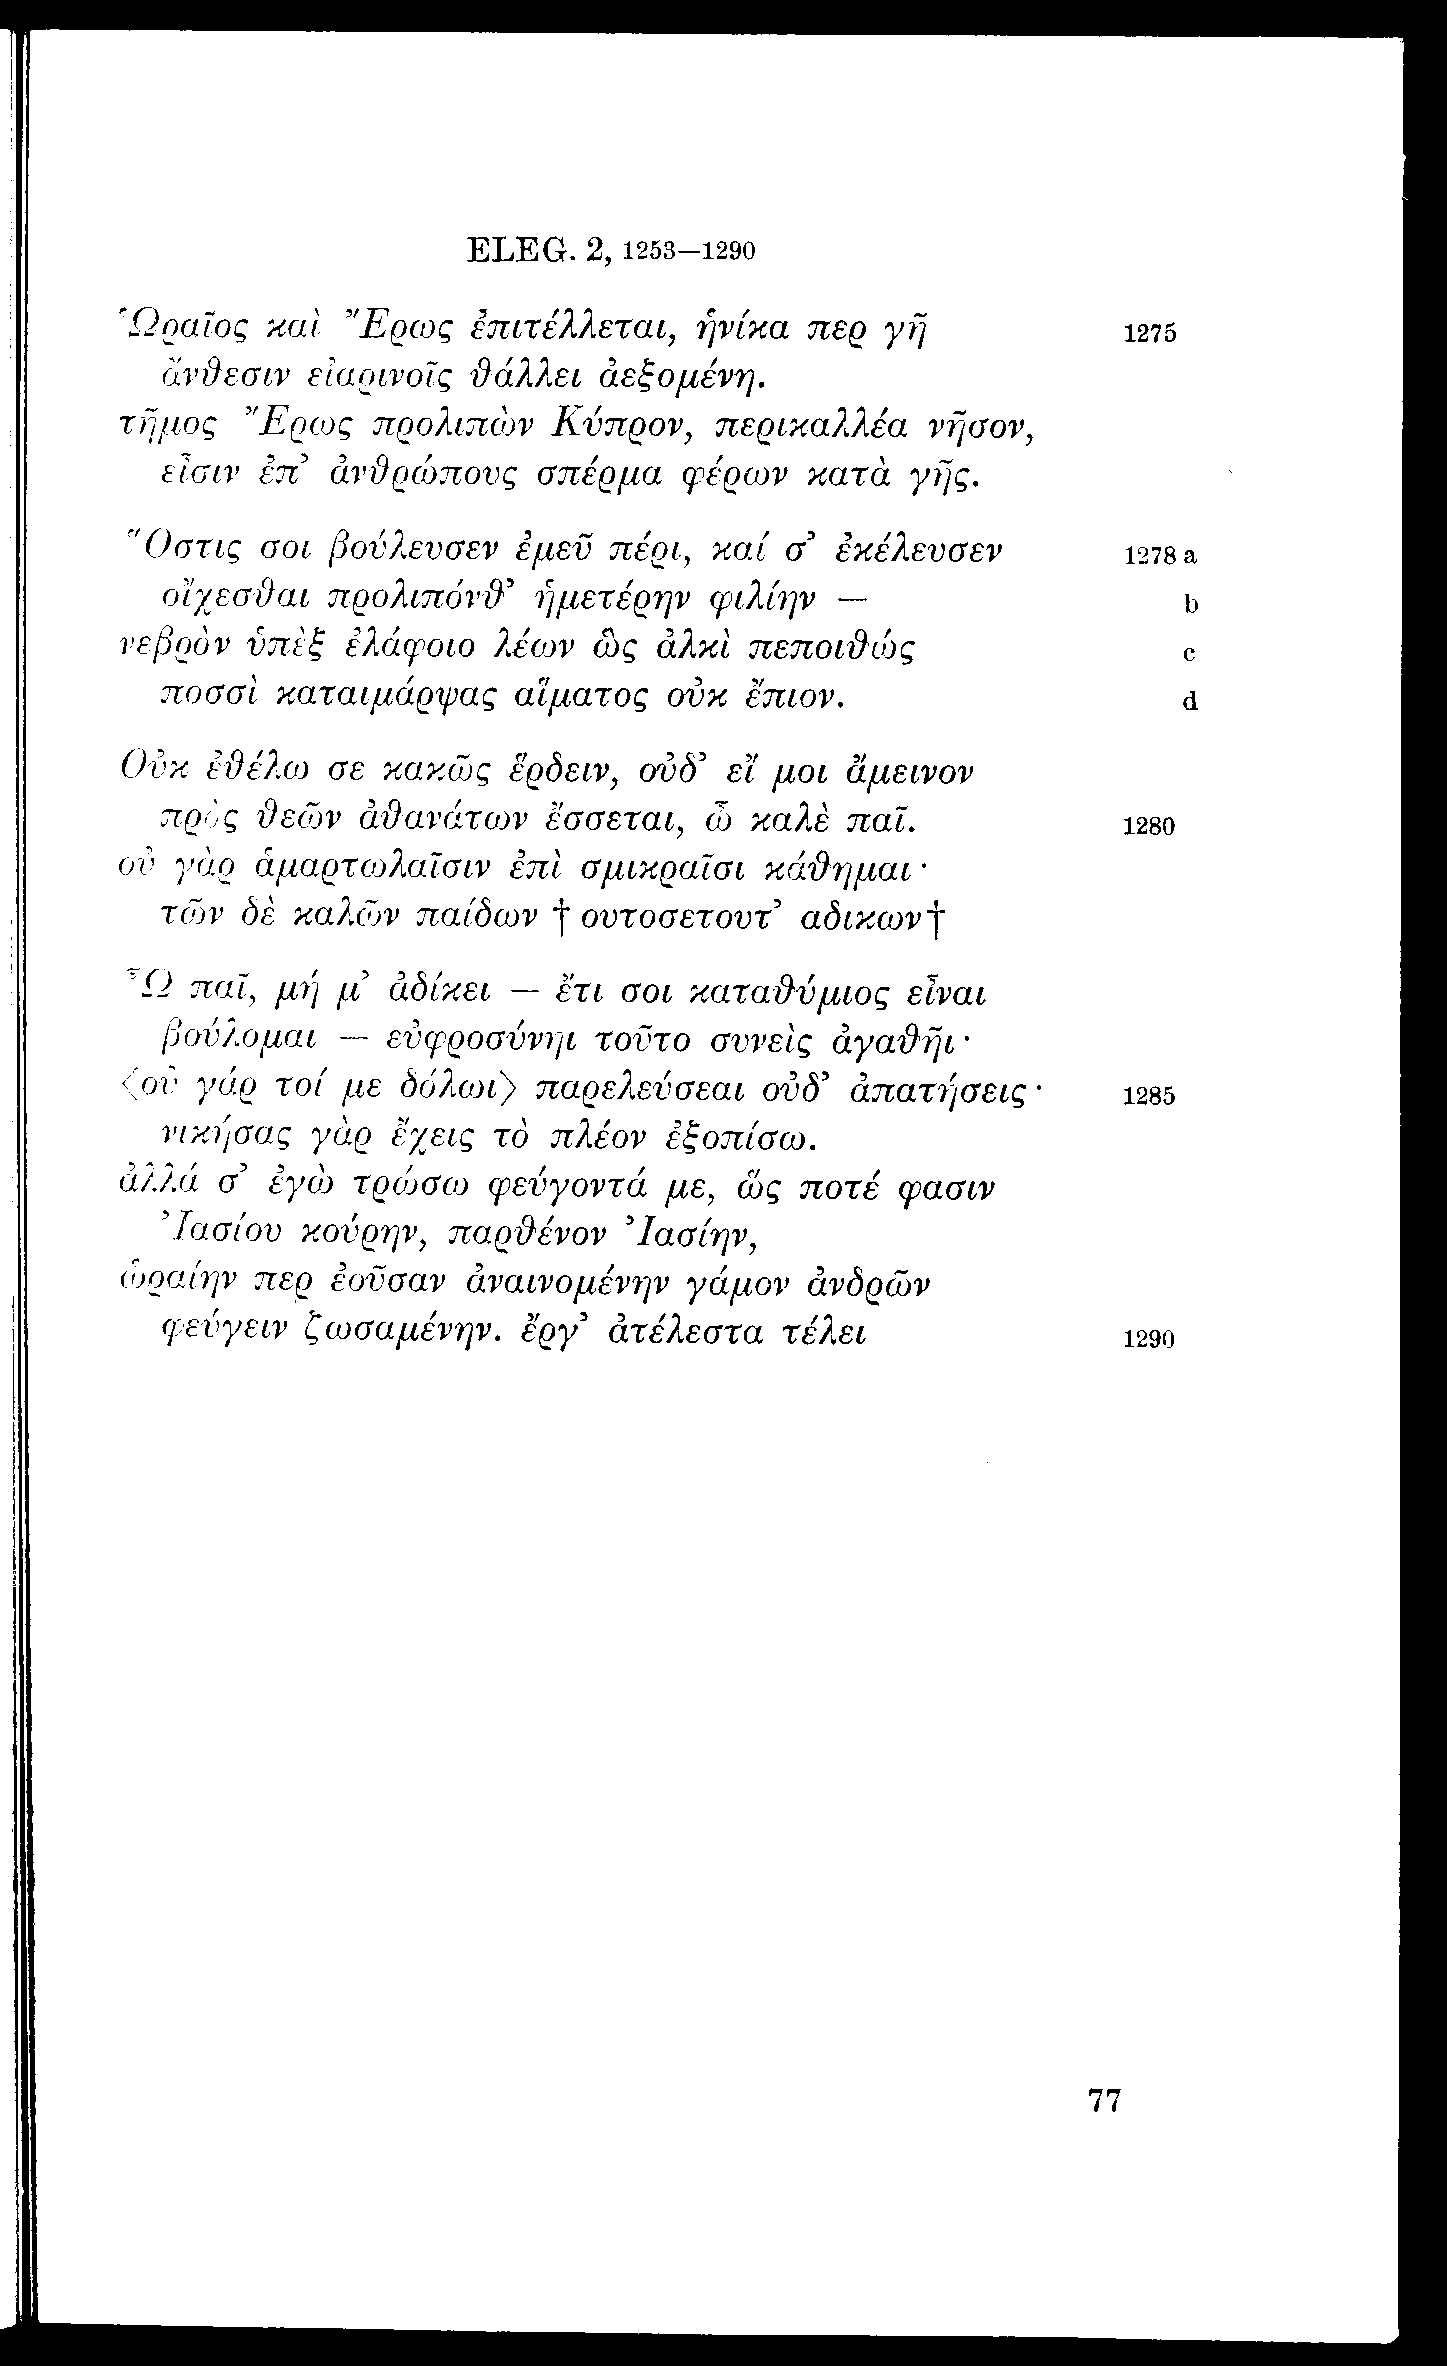 ELEG. 2, 1253—1290
Ὡραῖος καὶ Ἔρως ἐπιτέλλεται, ἡνίκα περ γῆ 1275
ἄνθεσιν εἰαρινοῖς θάλλει ἀεξομένη.
τῆμος Ἔρως προλιπὼν Κύπρον, περικαλλέα νῆσον,
εἶσιν ἐπ’ ἀνθρώπους σπέρμα φέρων κατὰ γῆς.
Ὅστις σοι βούλευσεν ἐμεῦ πέρι, καί σ’ ἐκέλευσεν 1278 a
οἴχεσθαι προλιπόνθ’ ἡμετέρην φιλίην — b
νεβρὸν ὑπὲξ ἐλάφοιο λέων ὣς ἀλκὶ πεποιθώς c
ποσσὶ καταιμάρψας αἵματος οὐκ ἔπιον. d
Οὐκ ἐθέλω σε κακῶς ἔρδειν, οὐδ’ εἴ μοι ἄμεινον
πρὸς θεῶν ἀθανάτων ἔσσεται, ὦ καλὲ παῖ. 1280
οὐ γὰρ ἁμαρτωλαῖσιν ἐπὶ σμικραῖσι κάθημαι·
τῶν δὲ καλῶν παίδων † ουτοσετουτ’ αδικων†
Ὦ παῖ, μή μ’ ἀδίκει — ἔτι σοι καταθύμιος εἶναι
βούλομαι — εὐφροσύνηι τοῦτο συνεὶς ἀγαθῆι·
⟨οὐ γάρ τοί με δόλωι⟩ παρελεύσεαι οὐδ’ ἀπατήσεις· 1285
νικήσας γὰρ ἔχεις τὸ πλέον ἐξοπίσω.
ἀλλά σ’ ἐγὼ τρώσω φεύγοντά με, ὥς ποτέ φασιν
Ἰασίου κούρην, παρθένον Ἰασίην,
ὡραίην περ ἐοῦσαν ἀναινομένην γάμον ἀνδρῶν
φεύγειν ζωσαμένην. ἔργ’ ἀτέλεστα τέλει 1290
77